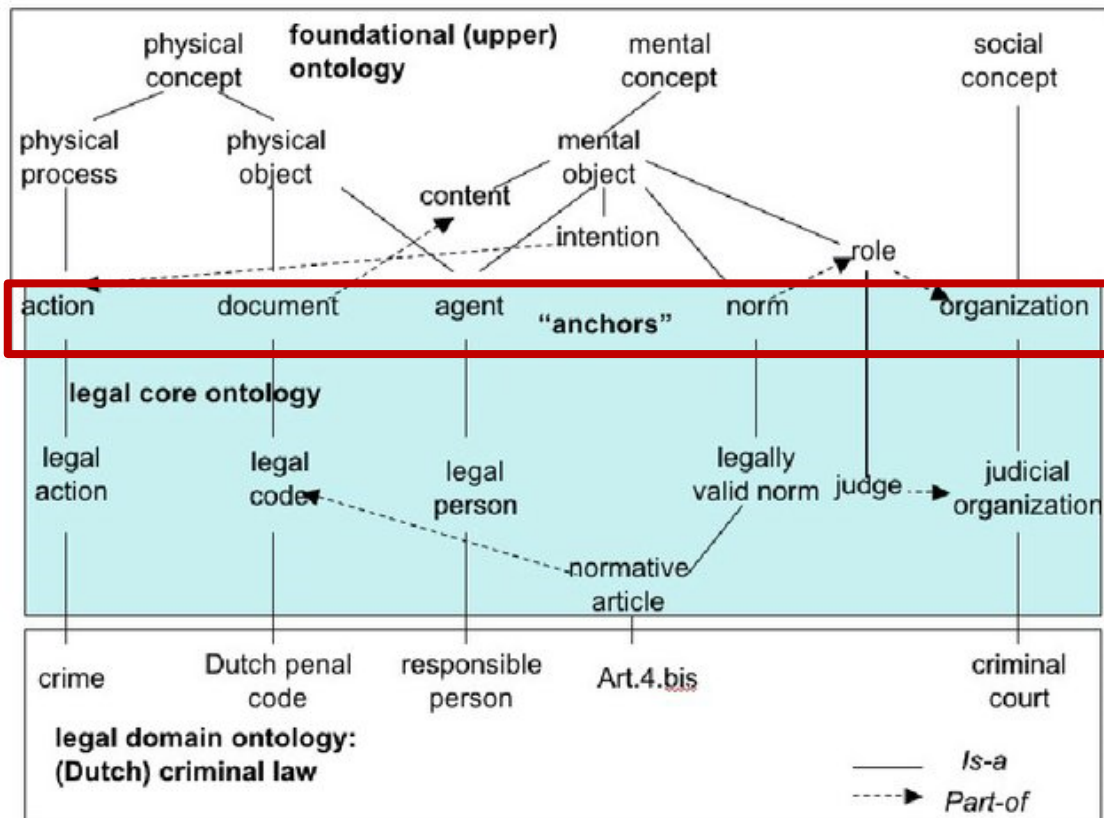 foundational (upper)
ontology
physical
concept
mental
concept
social
concept
physical
process
physical
object
mental
object
content
intention
role
action
document
agent
“anchors”
norm
organization
legal core ontology
legal
action
legal
code
legal
person
legally
valid norm
judge
judicial
organization
normative
article
crime
Dutch penal
code
responsible
person
Art.4.bis
criminal
court
legal domain ontology:
(Dutch) criminal law
Is-a
Part-of